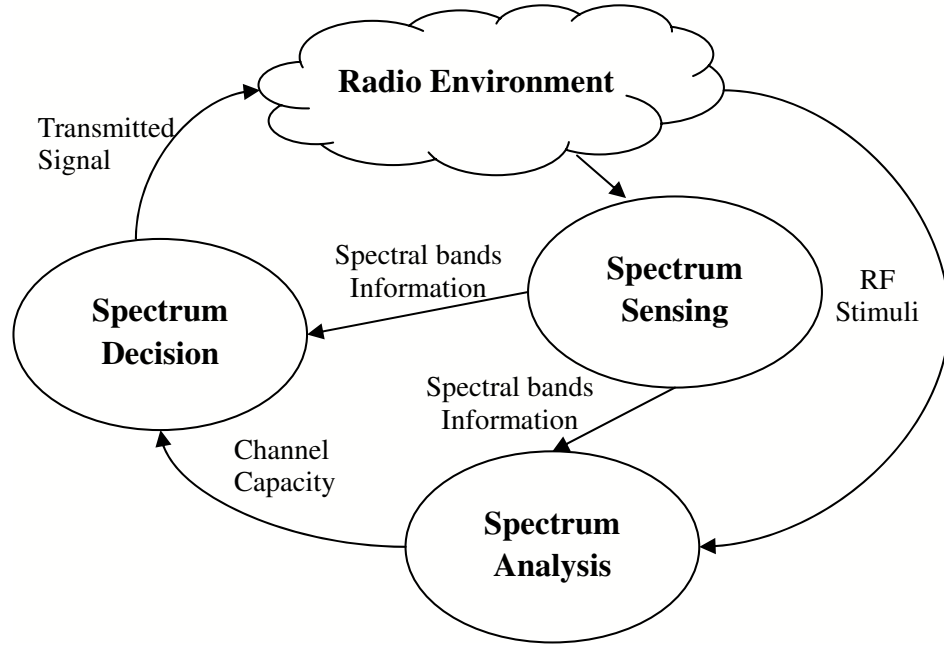 Radio Environment
Transmitted
Signal
Spectral bands
Information
Spectrum
Sensing
RF
Stimuli
Spectrum
Decision
Spectral bands
Information
Channel
Capacity
Spectrum
Analysis